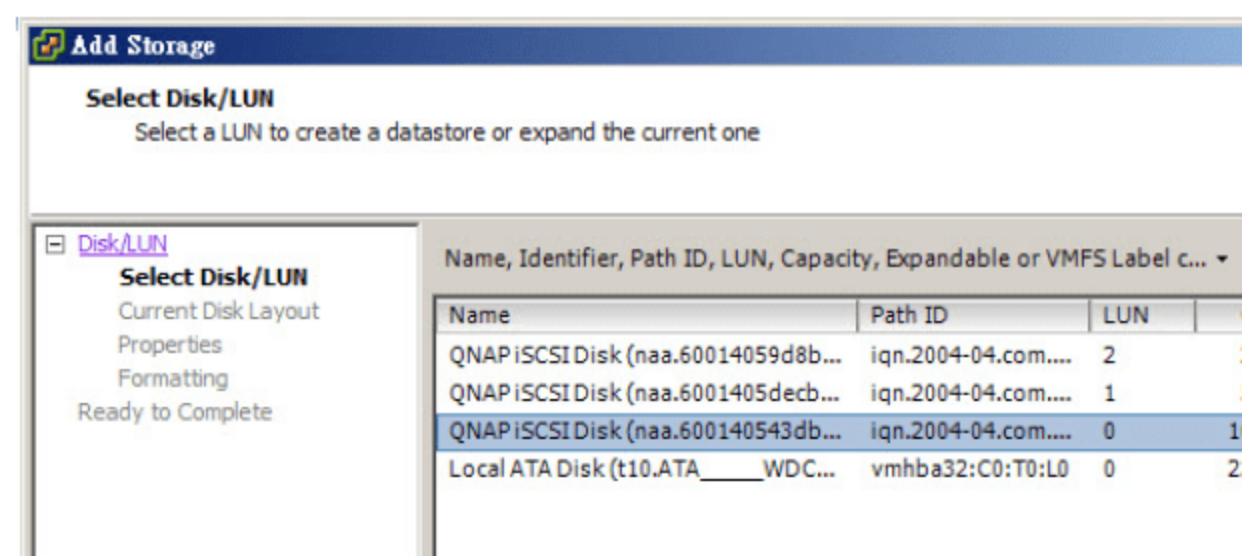 Add Storage
Select Disk/LUN
Select a LUN to create a datastore or expand the current one
Disk/LUN
Select Disk/LUN
Current Disk Layout
Properties
Formatting
Ready to Complete
Name, Identifier, Path ID, LUN, Capacity, Expandable or VMFS Label c...
Name Path ID LUN
QNAP iSCSI Disk (naa.60014059d8b... iqn.2004-04.com.... 2
QNAP iSCSI Disk (naa.6001405decb... iqn.2004-04.com.... 1
QNAP iSCSI Disk (naa.600140543db... iqn.2004-04.com.... 0
Local ATA Disk (t10.ATA_____WDC... vmhba32:C0:T0:L0 0